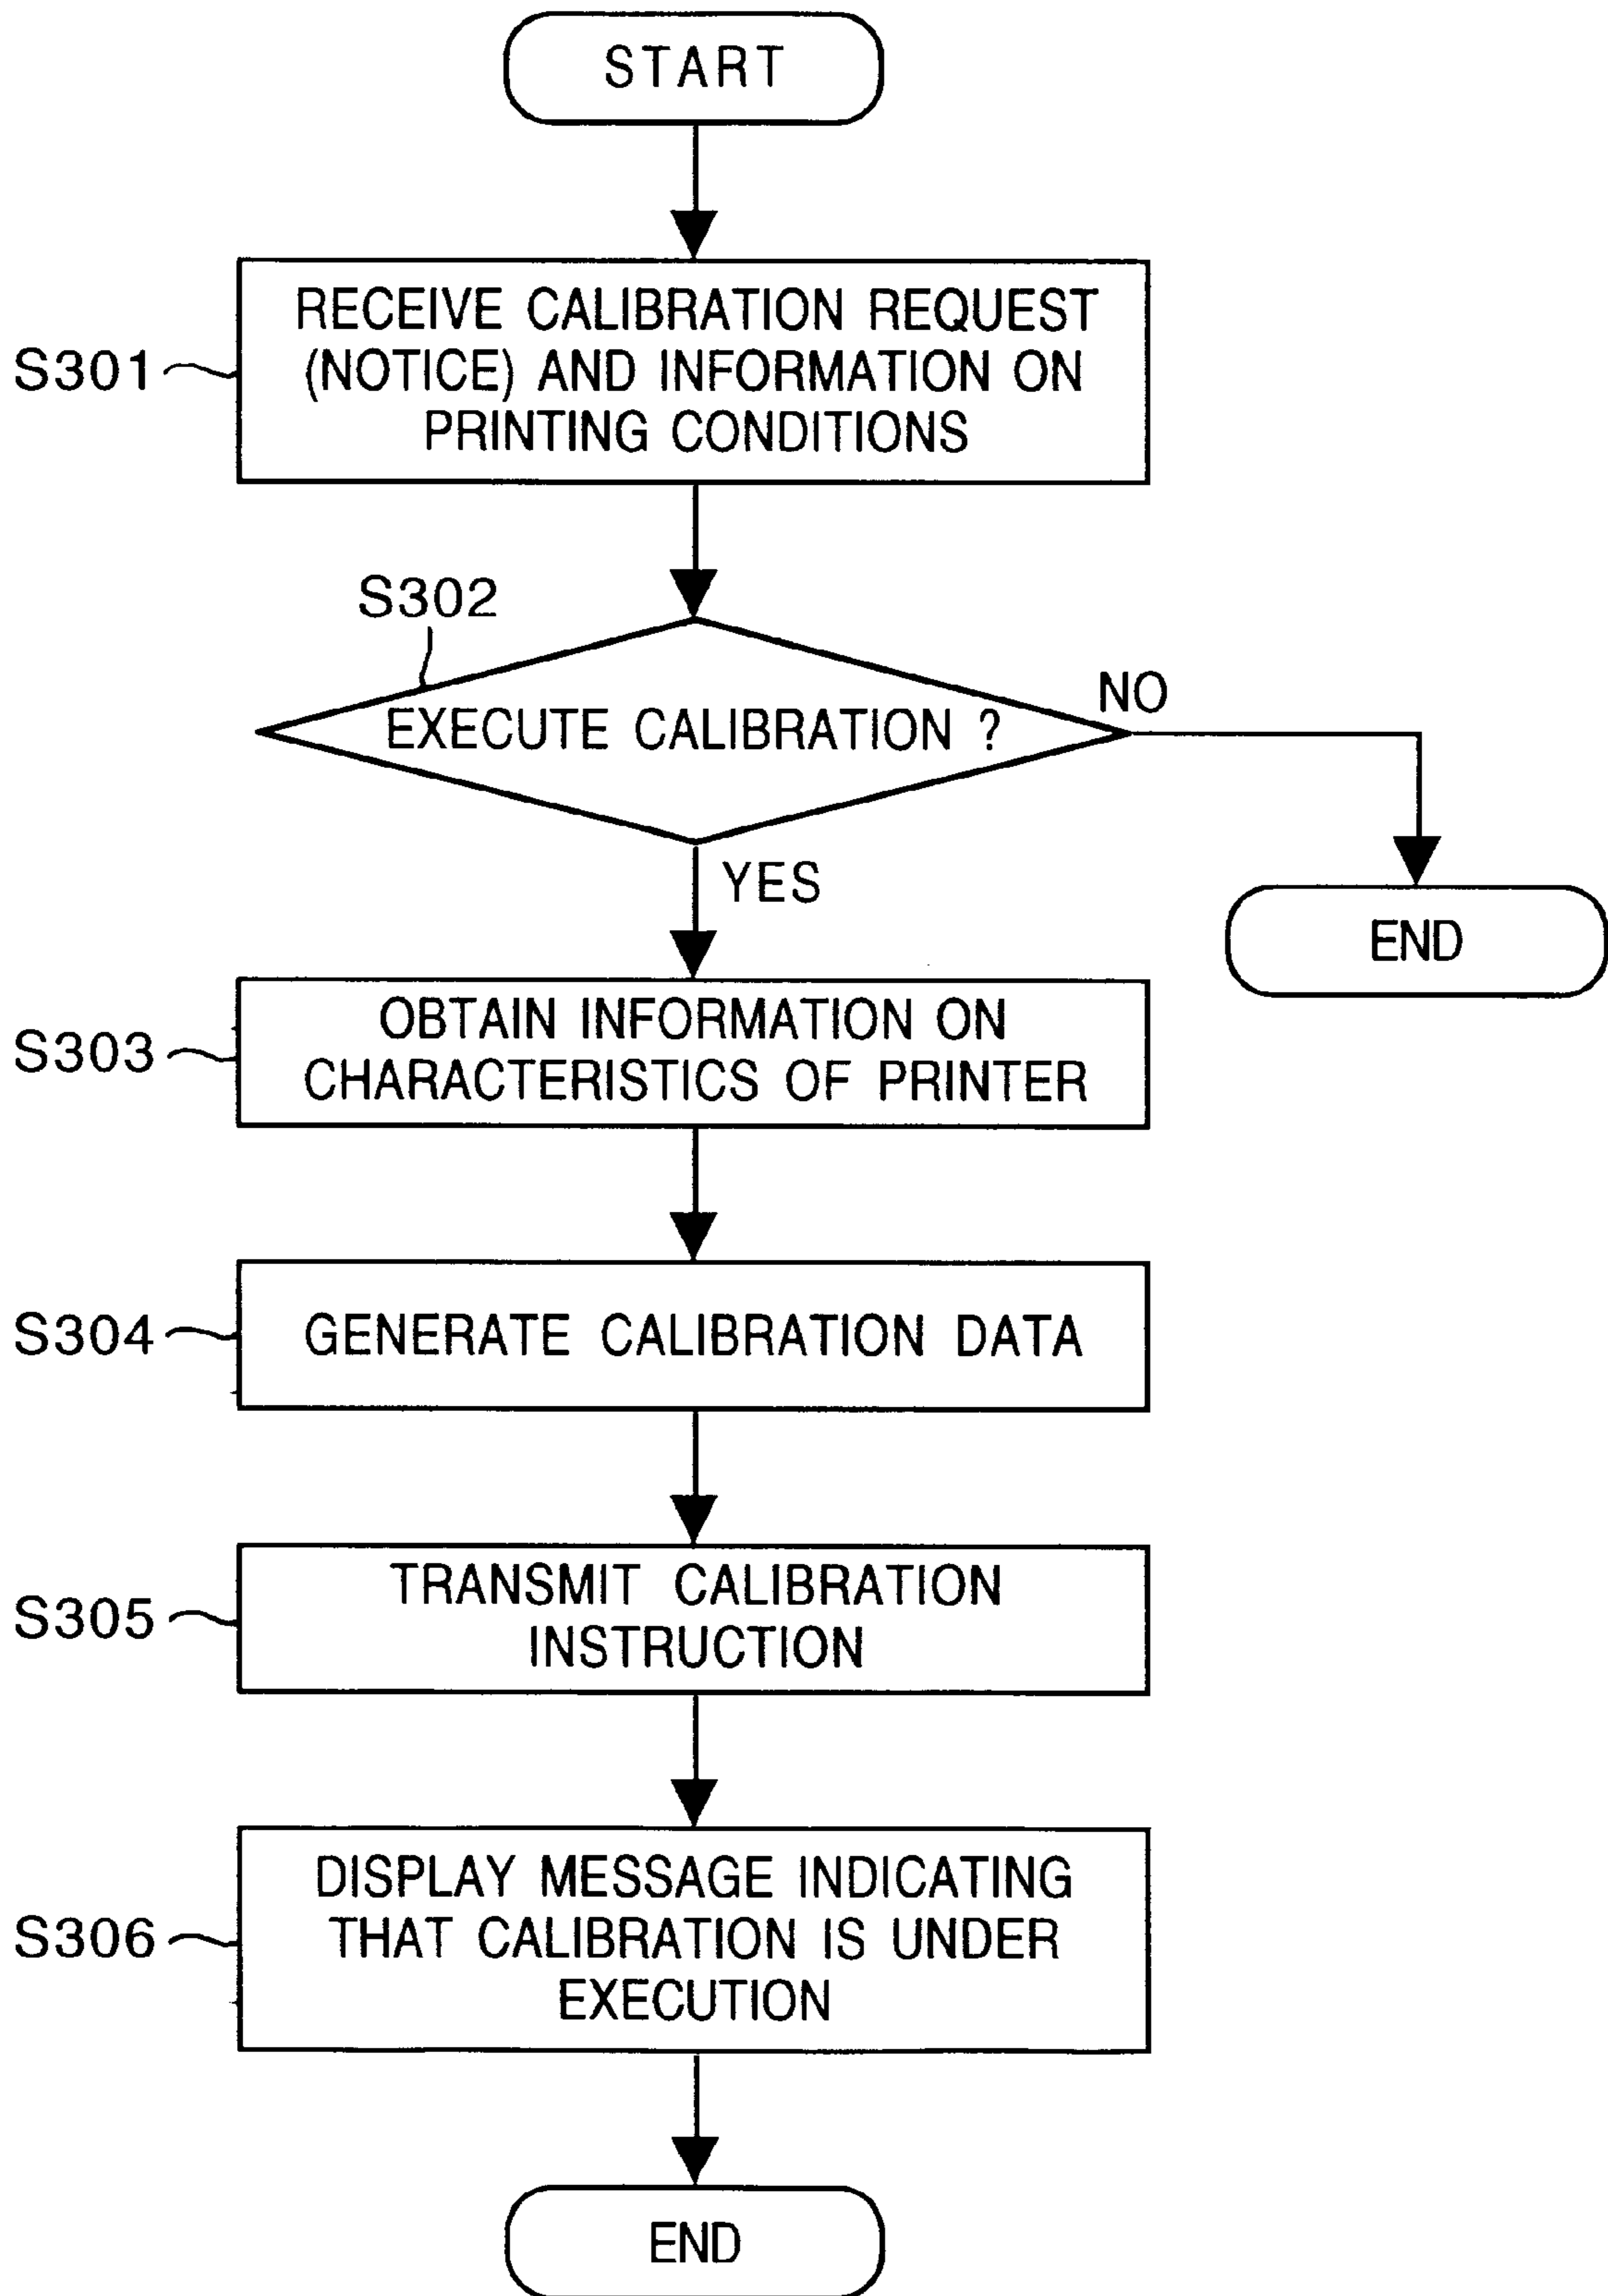 START
S301
RECEIVE CALIBRATION REQUEST
(NOTICE) AND INFORMATION ON
PRINTING CONDITIONS
S302
EXECUTE CALIBRATION ?
NO
YES
END
S303
OBTAIN INFORMATION ON
CHARACTERISTICS OF PRINTER
S304
GENERATE CALIBRATION DATA
S305
TRANSMIT CALIBRATION
INSTRUCTION
S306
DISPLAY MESSAGE INDICATING
THAT CALIBRATION IS UNDER
EXECUTION
END